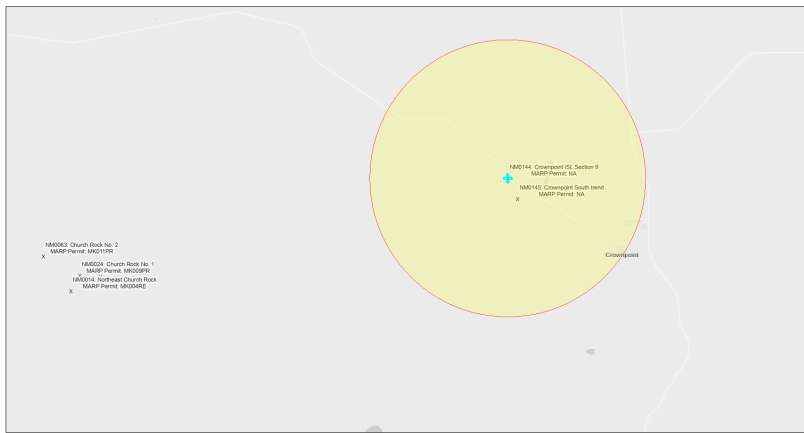 NM0144: Crownpoint ISL Section 9
MARP Permit: NA
NM0145: Crownpoint South trend
MARP Permit: NA
X
NM0063: Church Rock No. 2
MARP Permit: MK011PR
X
Crownpoint
NM0024: Church Rock No. 1
MARP Permit: MK009PR
X
NM0014: Northeast Church Rock
MARP Permit: MK004RE
X